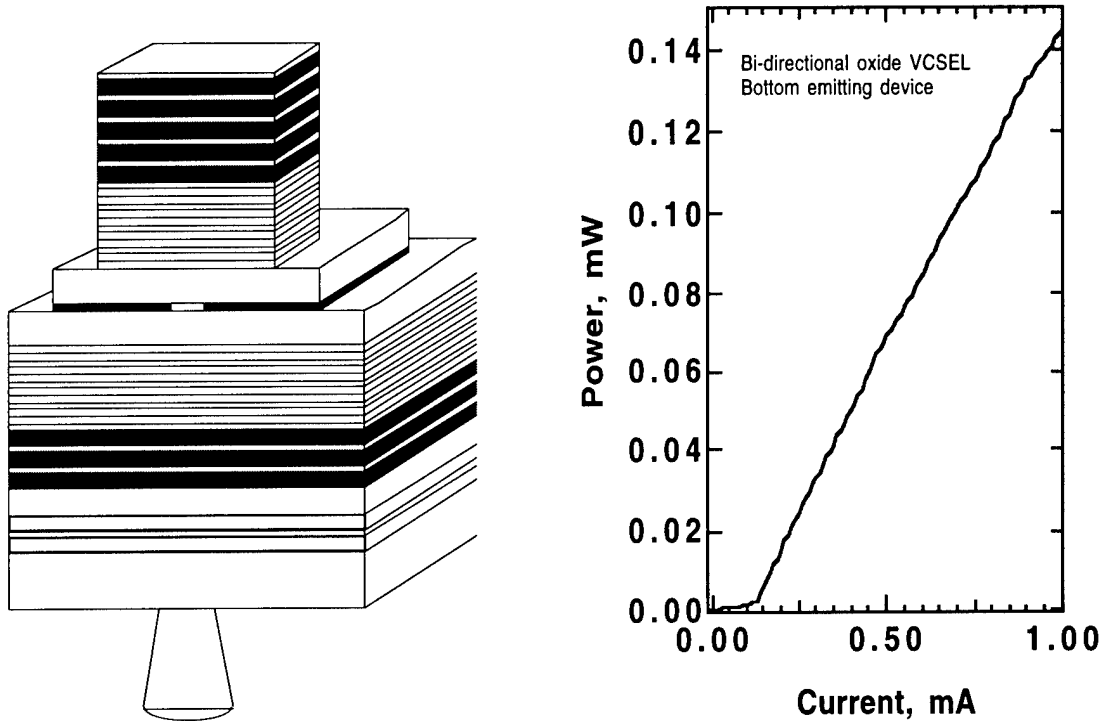 0.14
0.12
0.10
0.08
0.06
0.04
0.02
0.00
Power, mW
Bi-directional oxide VCSEL
Bottom emitting device
0.00 0.50 1.00
Current, mA